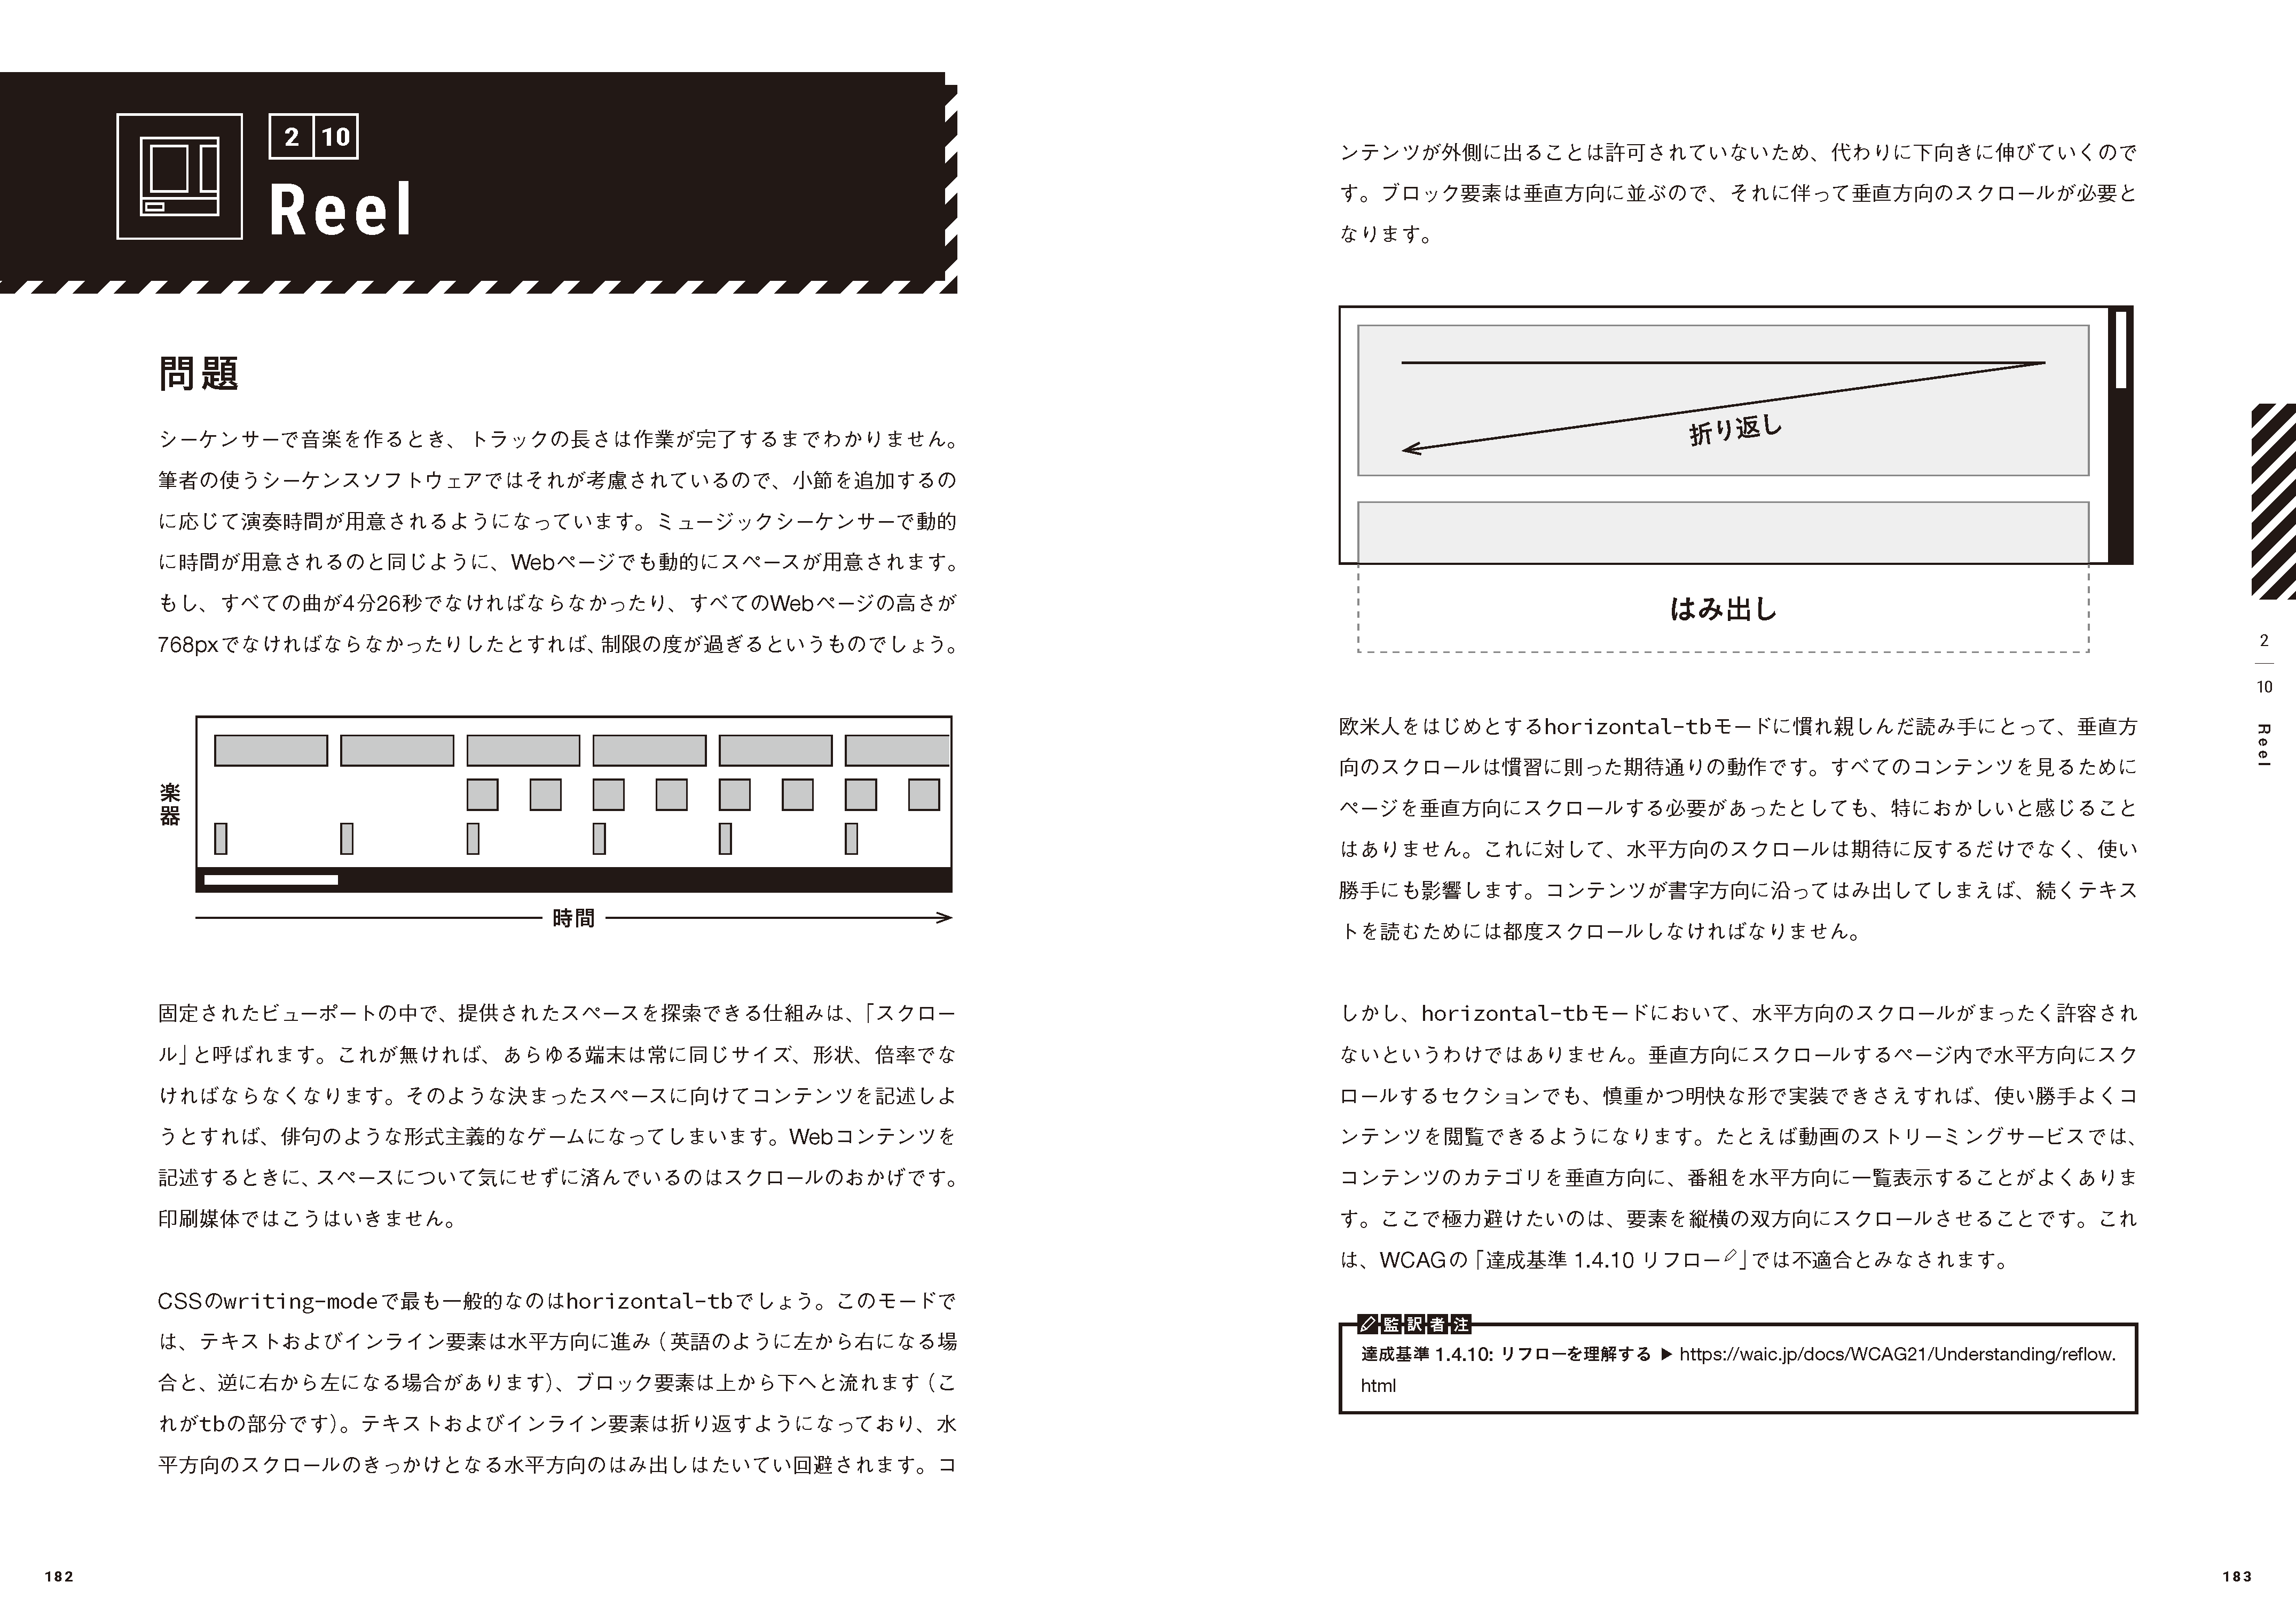 2 10
Reel
問題
シーケンサーで音楽を作るとき、トラックの長さは作業が完了するまでわかりません。
筆者の使うシーケンスソフトウェアではそれが考慮されているので、小節を追加するの
に応じて演奏時間が用意されるようになっています。ミュージックシーケンサーで動的
に時間が用意されるのと同じように、Webページでも動的にスペースが用意されます。
もし、すべての曲が4分26秒でなければならなかったり、すべてのWebページの高さが
768pxでなければならなかったりしたとすれば、制限の度が過ぎるというものでしょう。
楽器
時間
固定されたビューポートの中で、提供されたスペースを探索できる仕組みは、「スクロー
ル」と呼ばれます。これが無ければ、あらゆる端末は常に同じサイズ、形状、倍率でな
ければならなくなります。そのような決まったスペースに向けてコンテンツを記述しよ
うとすれば、俳句のような形式主義的なゲームになってしまいます。Webコンテンツを
記述するときに、スペースについて気にせずに済んでいるのはスクロールのおかげです。
印刷媒体ではこうはいきません。
CSSのwriting-modeで最も一般的なのはhorizontal-tbでしょう。このモードで
は、テキストおよびインライン要素は水平方向に進み（英語のように左から右になる場
合と、逆に右から左になる場合があります）、ブロック要素は上から下へと流れます（こ
れがtbの部分です）。テキストおよびインライン要素は折り返すようになっており、水
平方向のスクロールのきっかけとなる水平方向のはみ出しはたいてい回避されます。コ
182
ンテンツが外側に出ることは許可されていないため、代わりに下向きに伸びていくので
す。ブロック要素は垂直方向に並ぶので、それに伴って垂直方向のスクロールが必要と
なります。
折り返し
はみ出し
欧米人をはじめとするhorizontal-tbモードに慣れ親しんだ読み手にとって、垂直方
向のスクロールは慣習に則った期待通りの動作です。すべてのコンテンツを見るために
ページを垂直方向にスクロールする必要があったとしても、特におかしいと感じること
はありません。これに対して、水平方向のスクロールは期待に反するだけでなく、使い
勝手にも影響します。コンテンツが書字方向に沿ってはみ出してしまえば、続くテキス
トを読むためには都度スクロールしなければなりません。
しかし、horizontal-tbモードにおいて、水平方向のスクロールがまったく許容され
ないというわけではありません。垂直方向にスクロールするページ内で水平方向にスク
ロールするセクションでも、慎重かつ明快な形で実装できさえすれば、使い勝手よくコ
ンテンツを閲覧できるようになります。たとえば動画のストリーミングサービスでは、
コンテンツのカテゴリを垂直方向に、番組を水平方向に一覧表示することがよくありま
す。ここで極力避けたいのは、要素を縦横の双方向にスクロールさせることです。これ
は、WCAGの「達成基準 1.4.10 リフロー」では不適合とみなされます。
監訳者注
達成基準 1.4.10: リフローを理解する ▶ https://waic.jp/docs/WCAG21/Understanding/reflow.
html
2
10
Reel
183